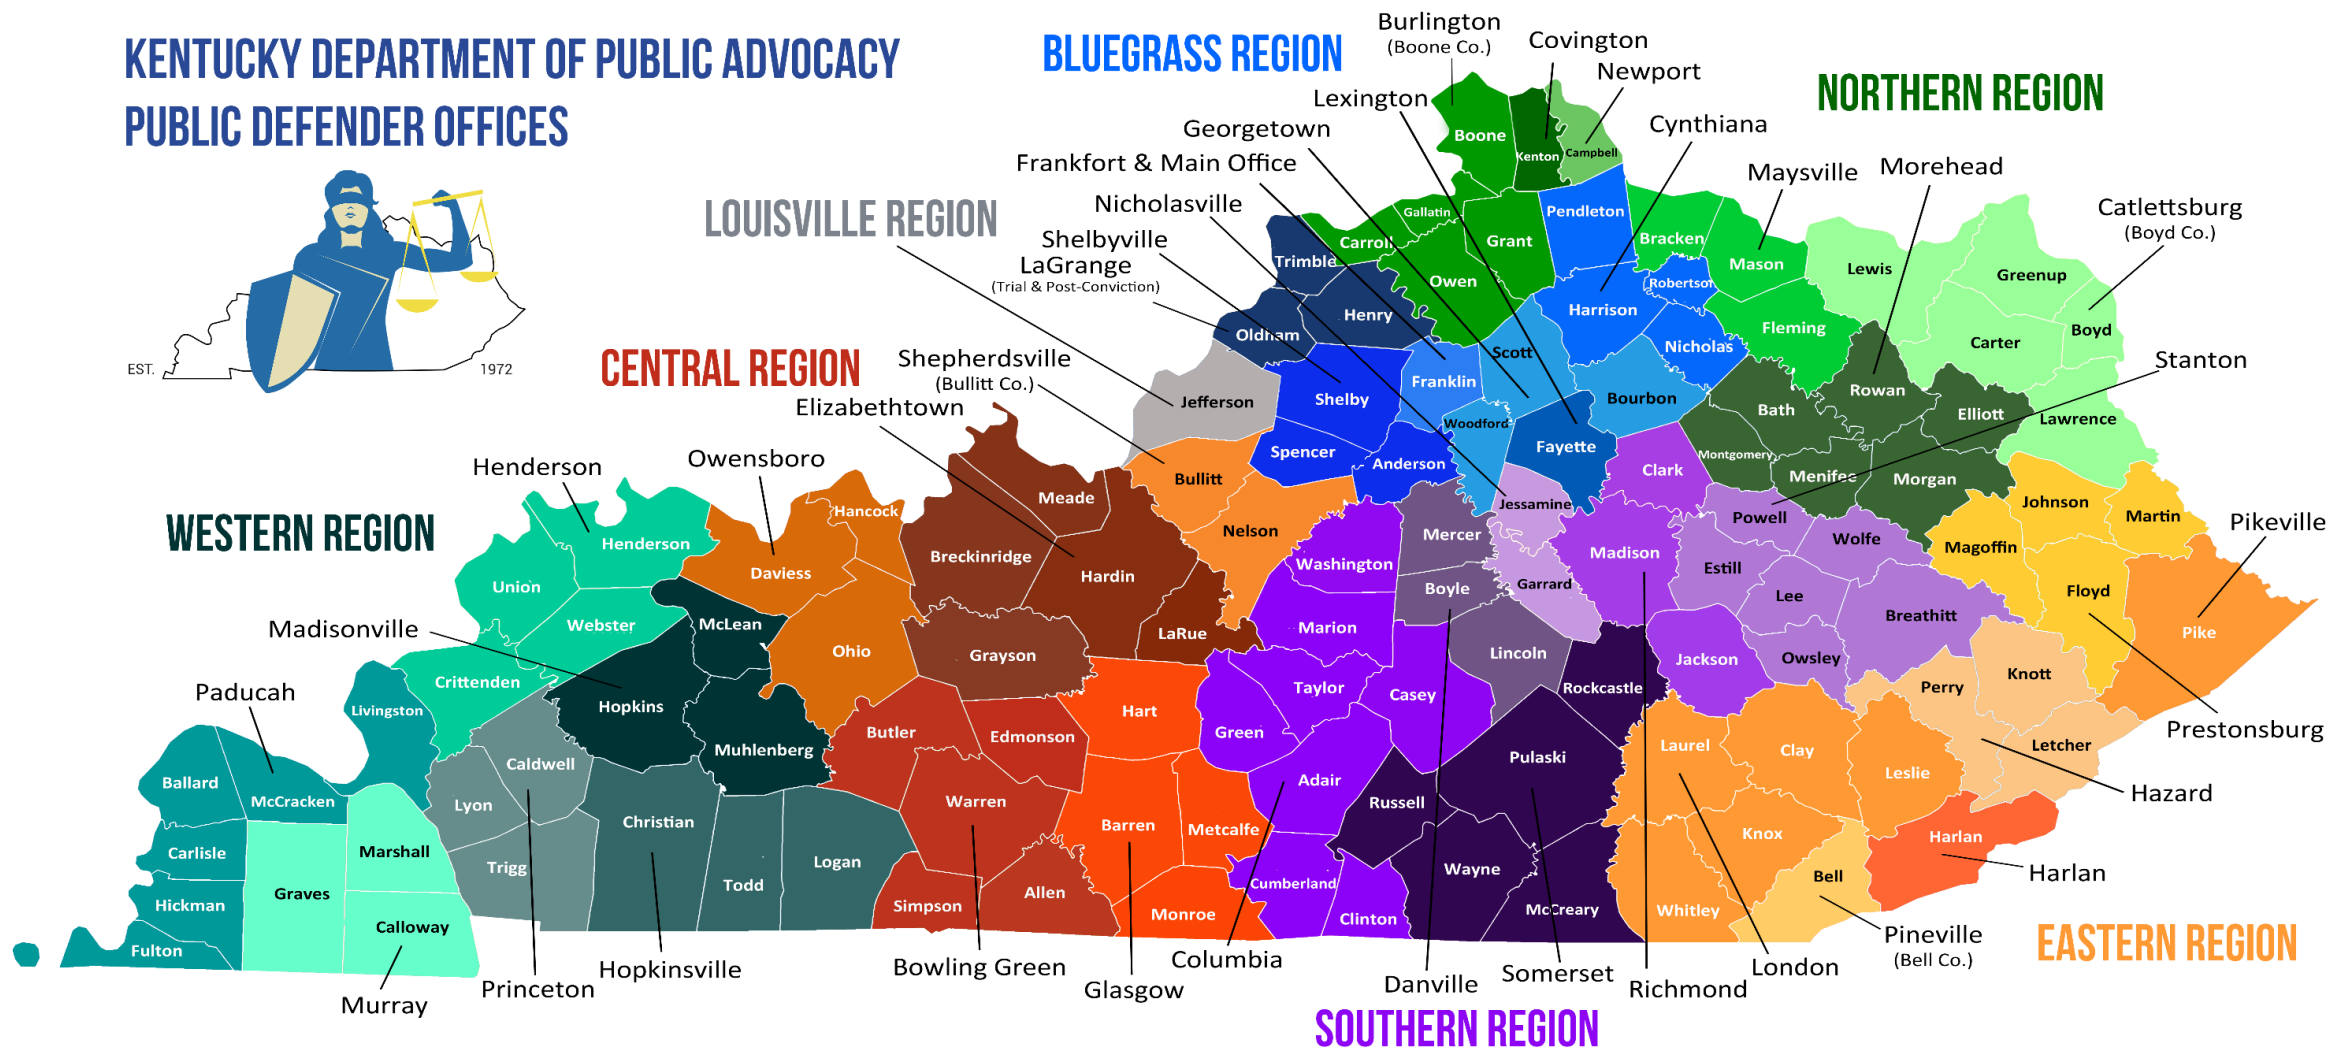 KENTUCKY DEPARTMENT OF PUBLIC ADVOCACY
PUBLIC DEFENDER OFFICES
EST.
1972
BLUEGRASS REGION
NORTHERN REGION
LOUISVILLE REGION
CENTRAL REGION
WESTERN REGION
EASTERN REGION
SOUTHERN REGION
Burlington
(Boone Co.)
Covington
Newport
Lexington
Georgetown
Cynthiana
Frankfort & Main Office
Maysville
Morehead
Nicholasville
Catlettsburg
(Boyd Co.)
Shelbyville
LaGrange
(Trial & Post-Conviction)
Stanton
Shepherdsville
(Bullitt Co.)
Elizabethtown
Owensboro
Henderson
Pikeville
Madisonville
Paducah
Prestonsburg
Hazard
Harlan
Pineville
(Bell Co.)
London
Richmond
Somerset
Danville
Columbia
Glasgow
Bowling Green
Hopkinsville
Princeton
Murray
Boone
Kenton
Campbell
Gallatin
Carroll
Grant
Pendleton
Bracken
Mason
Lewis
Greenup
Trimble
Owen
Robertson
Harrison
Fleming
Carter
Boyd
Henry
Oldham
Scott
Nicholas
Franklin
Shelby
Jefferson
Bourbon
Rowan
Bath
Elliott
Lawrence
Woodford
Fayette
Spencer
Anderson
Clark
Montgomery
Menifee
Morgan
Bullitt
Jessamine
Meade
Hancock
Nelson
Mercer
Powell
Johnson
Martin
Henderson
Breckinridge
Daviess
Hardin
Washington
Madison
Wolfe
Magoffin
Union
Boyle
Garrard
Estill
Lee
Floyd
Breathitt
Webster
McLean
LaRue
Marion
Pike
Ohio
Grayson
Lincoln
Jackson
Owsley
Crittenden
Hopkins
Taylor
Casey
Rockcastle
Perry
Knott
Livingston
Hart
Butler
Edmonson
Green
Muhlenberg
Pulaski
Laurel
Clay
Letcher
Leslie
Ballard
Caldwell
Adair
McCracken
Lyon
Warren
Russell
Christian
Barren
Metcalfe
Knox
Harlan
Carlisle
Marshall
Trigg
Logan
Todd
Wayne
Graves
Allen
Cumberland
Bell
Hickman
Simpson
Monroe
Clinton
McCreary
Whitley
Calloway
Fulton